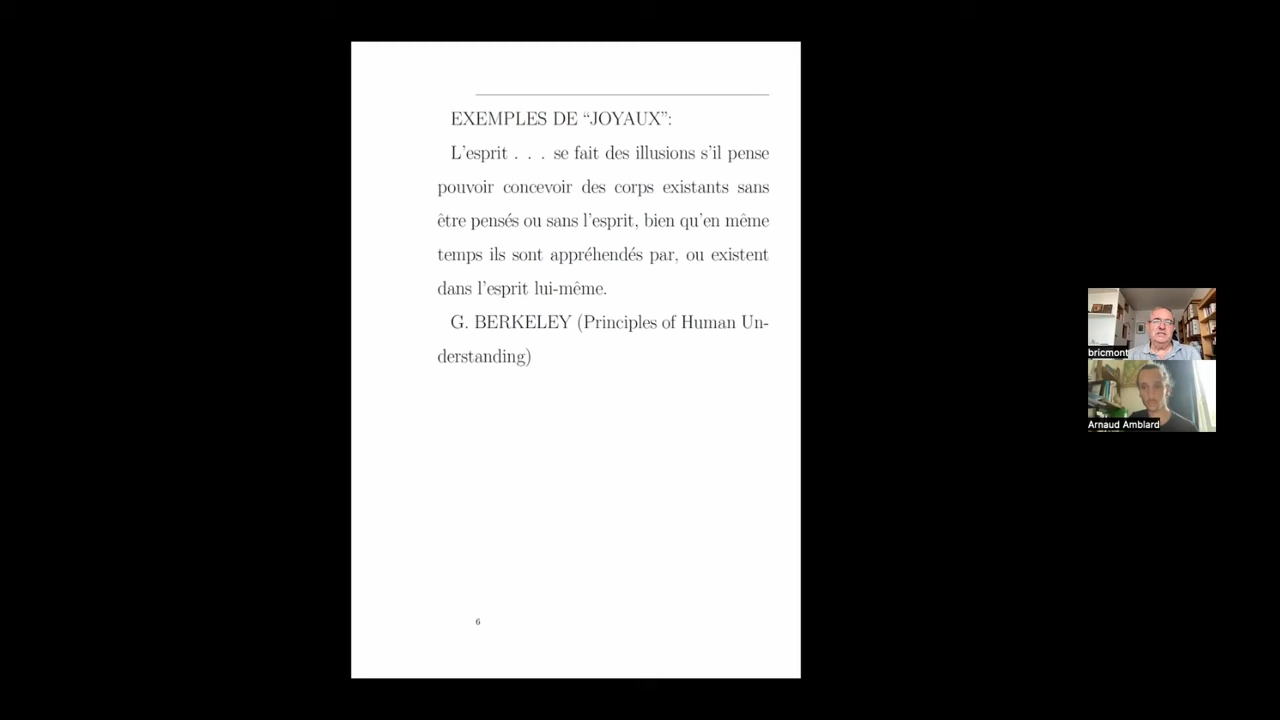 EXEMPLES DE “JOYAUX”:
L’esprit . . . se fait des illusions s’il pense
pouvoir concevoir des corps existants sans
être pensés ou sans l’esprit, bien qu’en même
temps ils sont appréhendés par, ou existent
dans l’esprit lui-même.
G. BERKELEY (Principles of Human Un-
derstanding)
6
bricmont
Arnaud Amblard